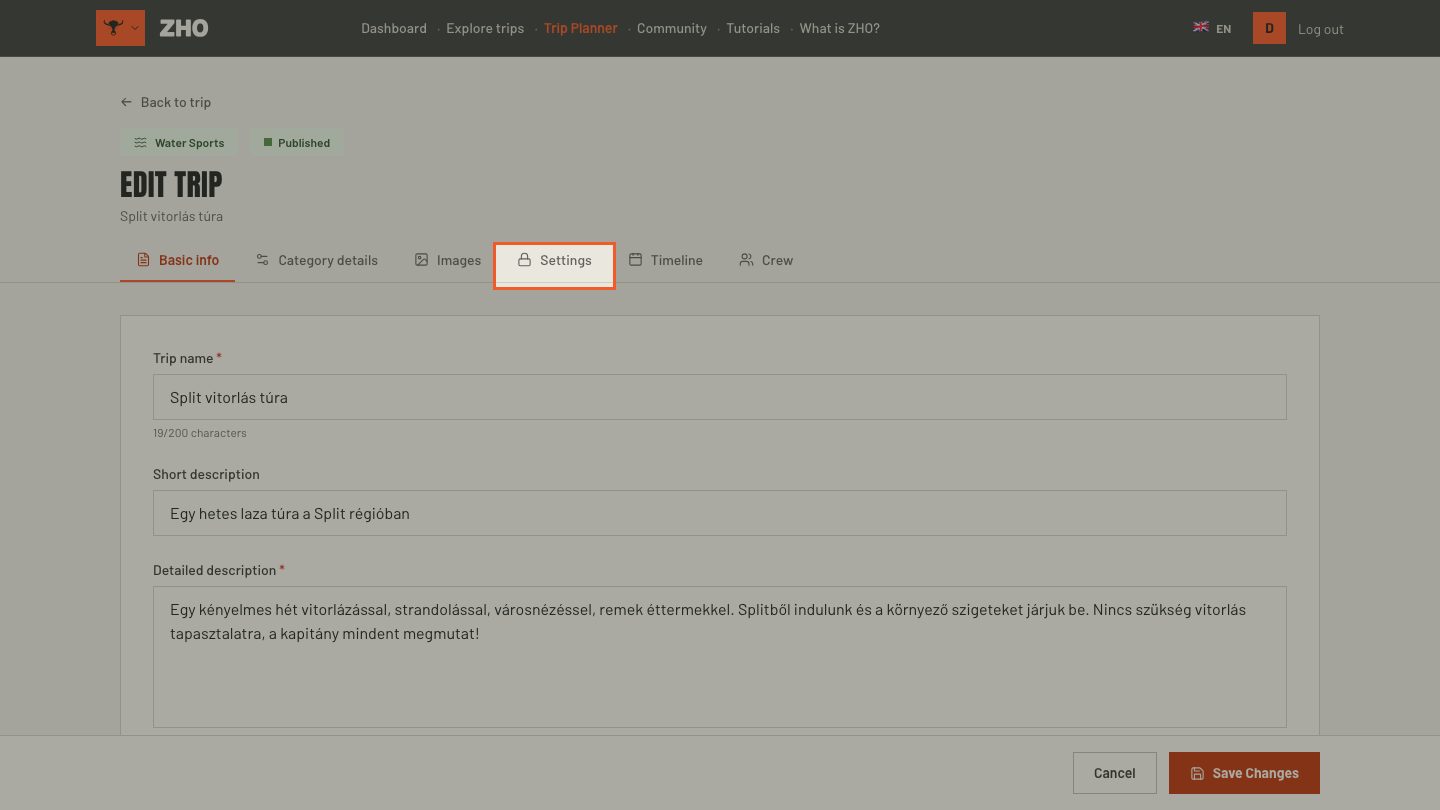 ZHO
Dashboard · Explore trips · Trip Planner · Community · Tutorials · What is ZHO?
EN
D
Log out
← Back to trip
Water Sports
Published
EDIT TRIP
Split vitorlás túra
Basic info
Category details
Images
Settings
Timeline
Crew
Trip name *
Split vitorlás túra
19/200 characters
Short description
Egy hetes laza túra a Split régióban
Detailed description *
Egy kényelmes hét vitorlázással, strandolással, városnézéssel, remek éttermekkel. Splitből indulunk és a környező szigeteket járjuk be. Nincs szükség vitorlás
tapasztalatra, a kapitány mindent megmutat!
Cancel
Save Changes